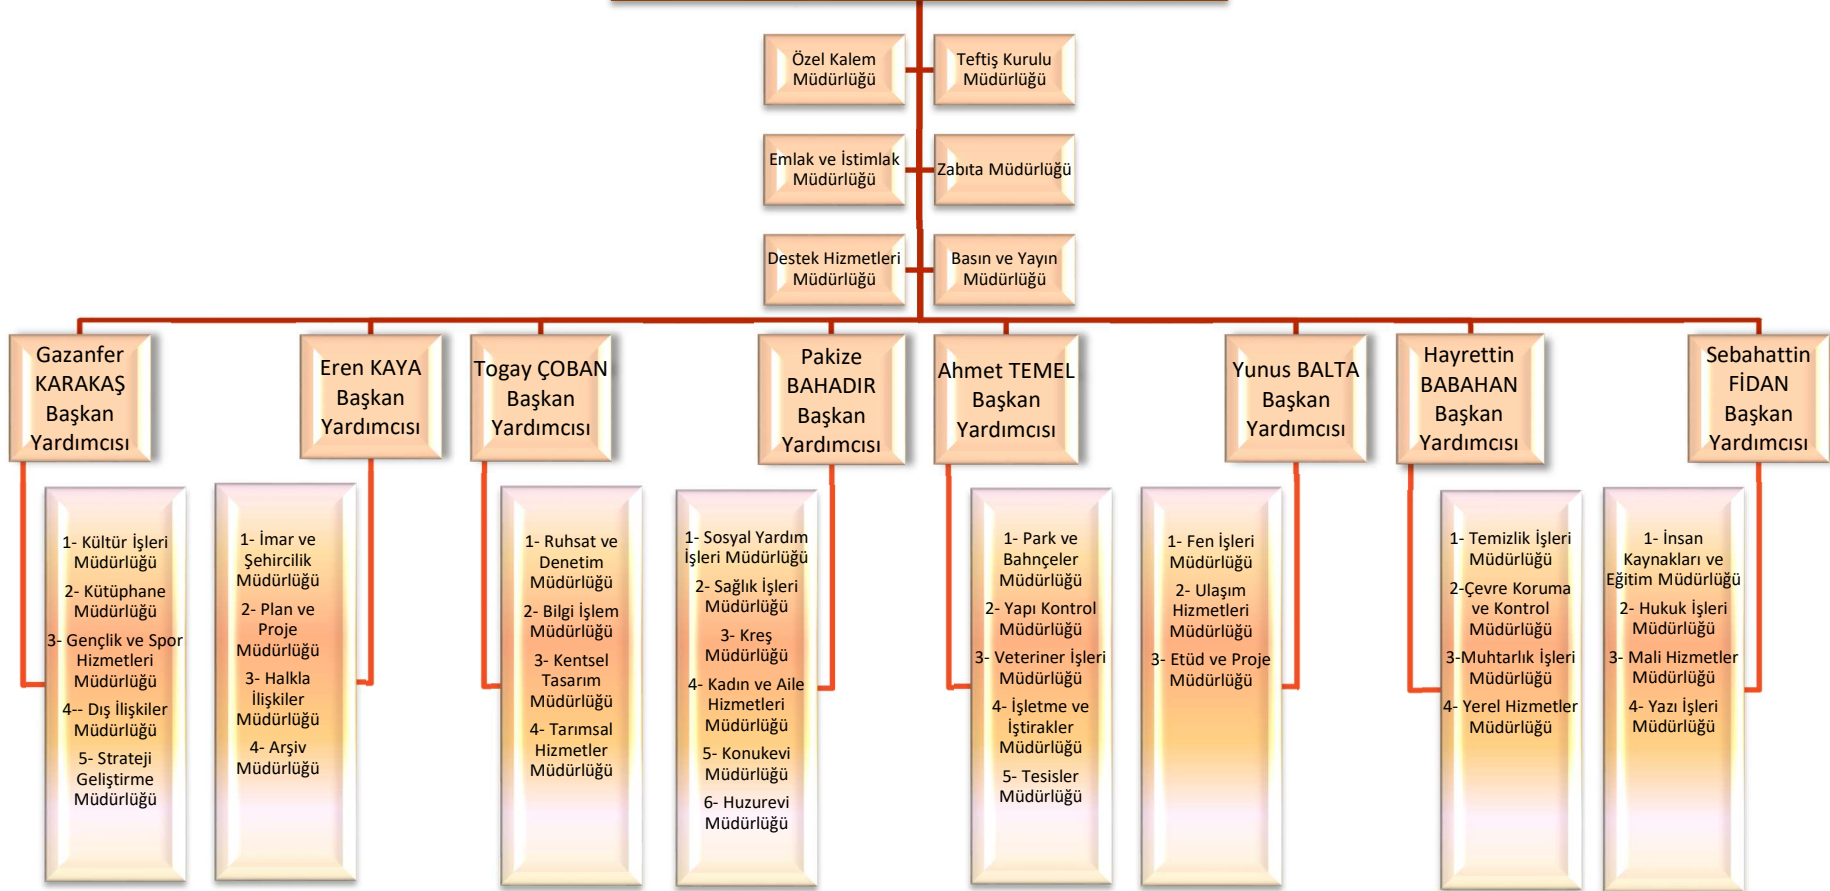 Özel Kalem
Müdürlüğü
Teftiş Kurulu
Müdürlüğü
Emlak ve İstimlak
Müdürlüğü
Zabıta Müdürlüğü
Destek Hizmetleri
Müdürlüğü
Basın ve Yayın
Müdürlüğü
Gazanfer
KARAKAŞ
Başkan
Yardımcısı
Eren KAYA
Başkan
Yardımcısı
Togay ÇOBAN
Başkan
Yardımcısı
Pakize
BAHADIR
Başkan
Yardımcısı
Ahmet TEMEL
Başkan
Yardımcısı
Yunus BALTA
Başkan
Yardımcısı
Hayrettin
BABAHAN
Başkan
Yardımcısı
Sebahattin
FİDAN
Başkan
Yardımcısı
1- Kültür İşleri
Müdürlüğü
2- Kütüphane
Müdürlüğü
3- Gençlik ve Spor
Hizmetleri
Müdürlüğü
4-- Dış İlişkiler
Müdürlüğü
5- Strateji
Geliştirme
Müdürlüğü
1- İmar ve
Şehircilik
Müdürlüğü
2- Plan ve
Proje
Müdürlüğü
3- Halkla
İlişkiler
Müdürlüğü
4- Arşiv
Müdürlüğü
1- Ruhsat ve
Denetim
Müdürlüğü
2- Bilgi İşlem
Müdürlüğü
3- Kentsel
Tasarım
Müdürlüğü
4- Tarımsal
Hizmetler
Müdürlüğü
1- Sosyal Yardım
İşleri Müdürlüğü
2- Sağlık İşleri
Müdürlüğü
3- Kreş
Müdürlüğü
4- Kadın ve Aile
Hizmetleri
Müdürlüğü
5- Konukevi
Müdürlüğü
6- Huzurevi
Müdürlüğü
1- Park ve
Bahnçeler
Müdürlüğü
2- Yapı Kontrol
Müdürlüğü
3- Veteriner İşleri
Müdürlüğü
4- İşletme ve
İştirakler
Müdürlüğü
5- Tesisler
Müdürlüğü
1- Fen İşleri
Müdürlüğü
2- Ulaşım
Hizmetleri
Müdürlüğü
3- Etüd ve Proje
Müdürlüğü
1- Temizlik İşleri
Müdürlüğü
2-Çevre Koruma
ve Kontrol
Müdürlüğü
3-Muhtarlık İşleri
Müdürlüğü
4- Yerel Hizmetler
Müdürlüğü
1- İnsan
Kaynakları ve
Eğitim Müdürlüğü
2- Hukuk İşleri
Müdürlüğü
3- Mali Hizmetler
Müdürlüğü
4- Yazı İşleri
Müdürlüğü